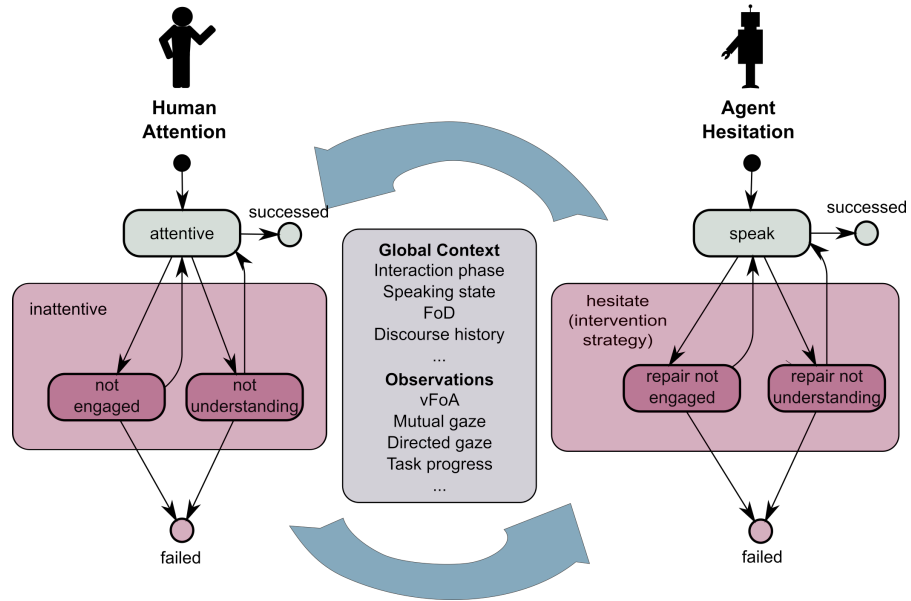 Human
Attention
successed
attentive
inattentive
not
engaged
not
understanding
failed
Global Context
Interaction phase
Speaking state
FoD
Discourse history
...
Observations
vFoA
Mutual gaze
Directed gaze
Task progress
...
Agent
Hesitation
successed
speak
hesitate
(intervention
strategy)
repair not
engaged
repair not
understanding
failed